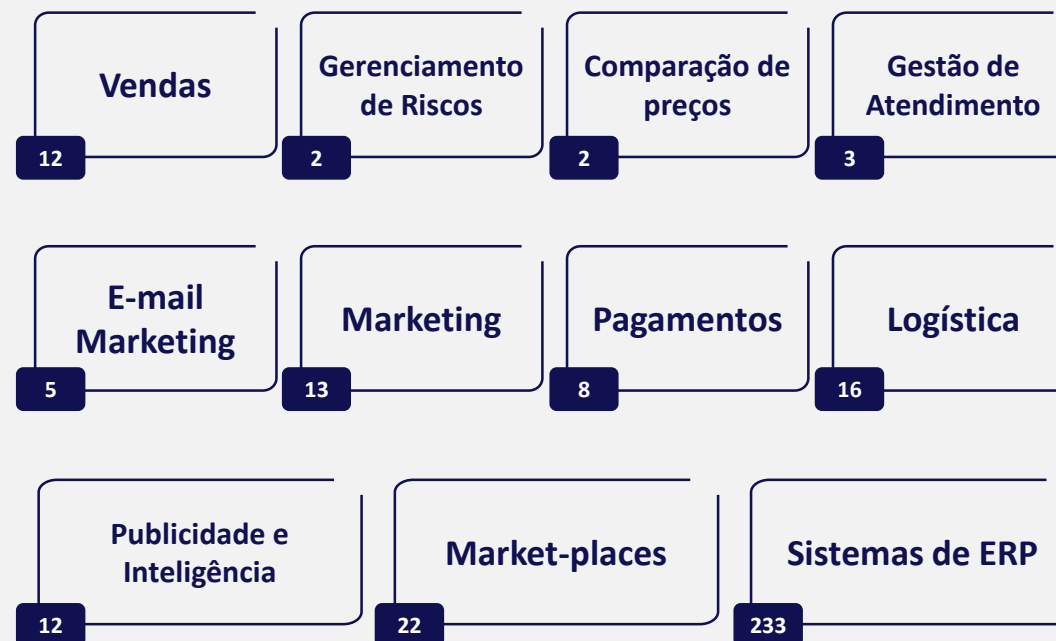 Vendas
12
Gerenciamento
de Riscos
2
Comparação de
preços
2
Gestão de
Atendimento
3
E-mail
Marketing
5
Marketing
13
Pagamentos
8
Logística
16
Publicidade e
Inteligência
12
Market-places
22
Sistemas de ERP
233